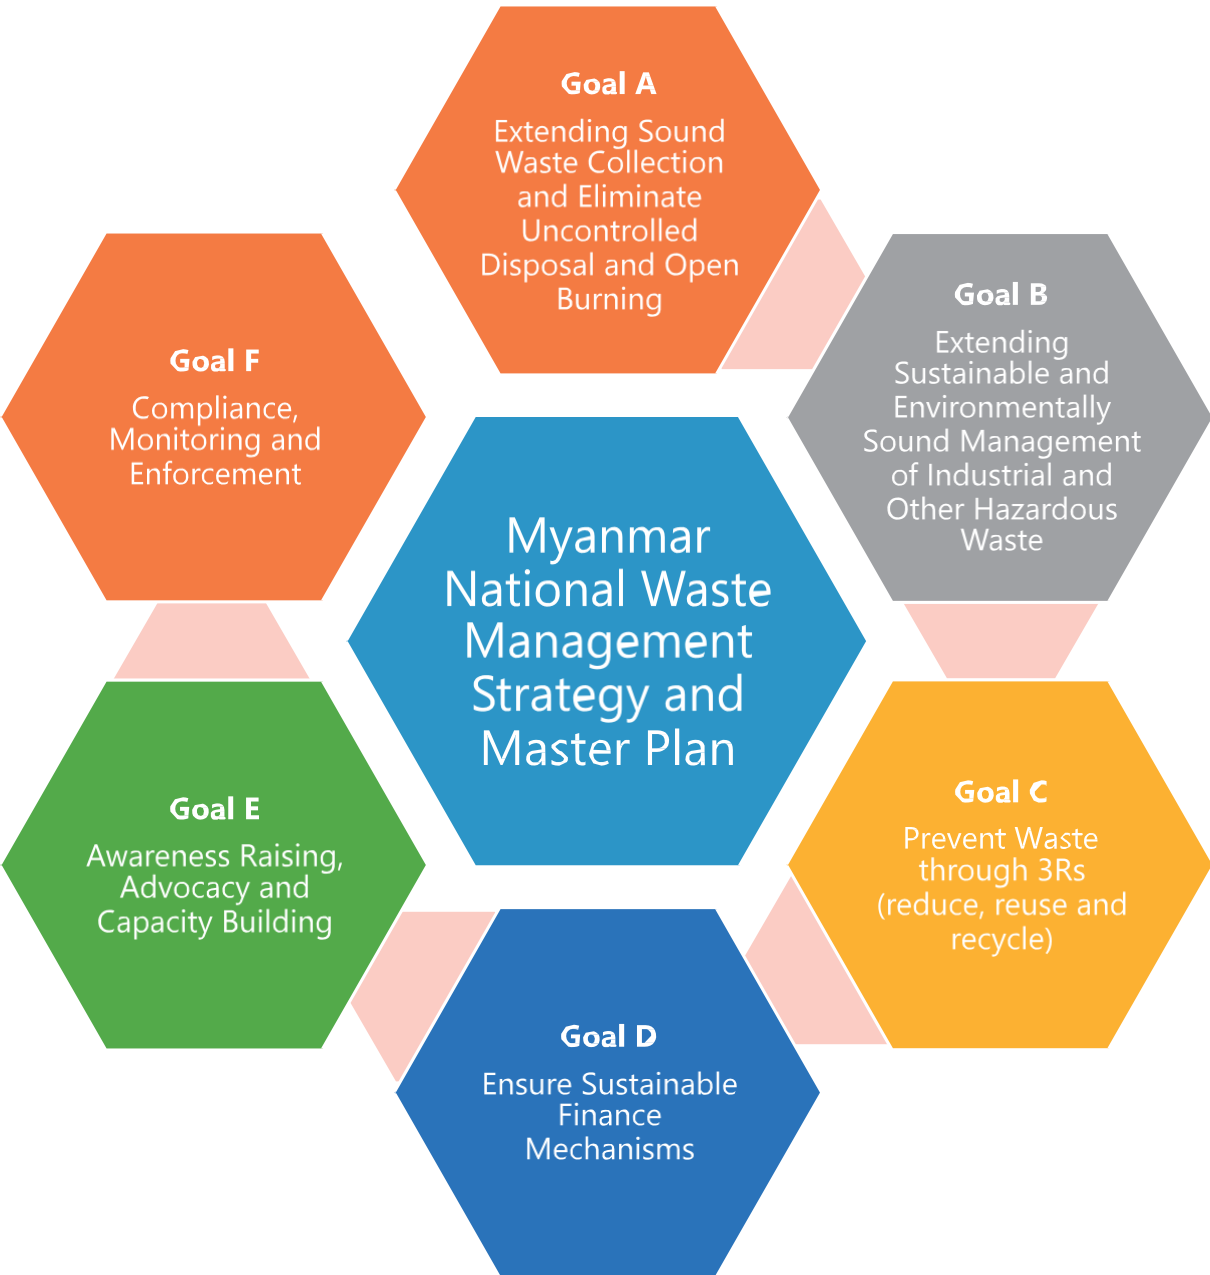 Goal A
Extending Sound
Waste Collection
and Eliminate
Uncontrolled
Disposal and Open
Burning
Goal B
Extending
Sustainable and
Environmentally
Sound Management
of Industrial and
Other Hazardous
Waste
Goal C
Prevent Waste
through 3Rs
(reduce, reuse and
recycle)
Goal D
Ensure Sustainable
Finance
Mechanisms
Goal E
Awareness Raising,
Advocacy and
Capacity Building
Goal F
Compliance,
Monitoring and
Enforcement
Myanmar
National Waste
Management
Strategy and
Master Plan